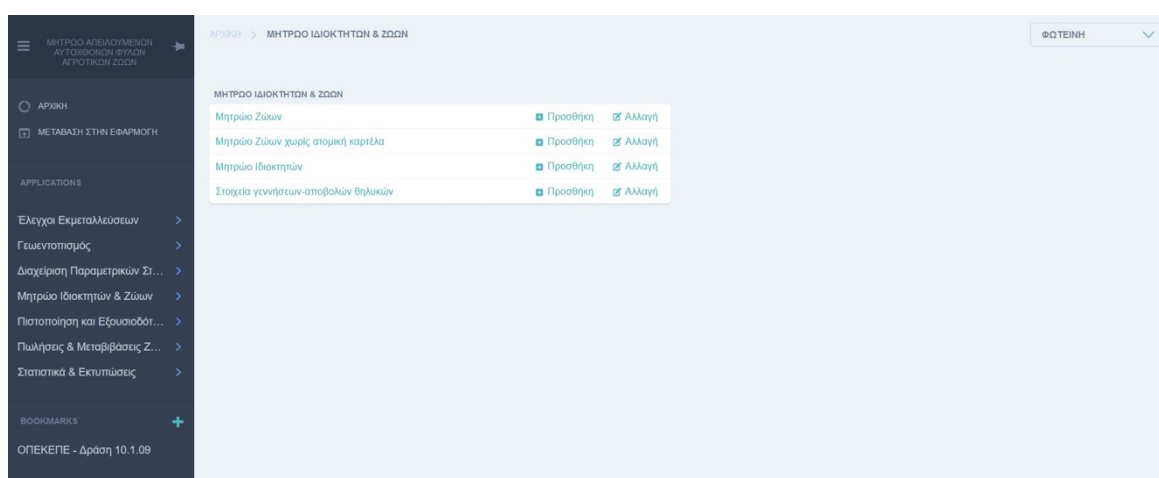 ΜΗΤΡΩΟ ΑΠΕΙΛΟΥΜΕΝΩΝ
ΑΥΤΟΧΘΟΝΩΝ ΦΥΛΩΝ
ΑΓΡΟΤΙΚΩΝ ΖΩΩΝ
ΑΡΧΙΚΗ
ΜΕΤΑΒΑΣΗ ΣΤΗΝ ΕΦΑΡΜΟΓΗ
APPLICATIONS
Έλεγχοι Εκμεταλλεύσεων >
Γεωεντοπισμός >
Διαχείριση Παραμετρικών Στ... >
Μητρώο Ιδιοκτητών & Ζώων >
Πιστοποίηση και Εξουσιοδότ... >
Πωλήσεις & Μεταβιβάσεις Ζ... >
Στατιστικά & Εκτυπώσεις >
BOOKMARKS +
ΟΠΕΚΕΠΕ - Δράση 10.1.09
ΑΡΧΙΚΗ > ΜΗΤΡΩΟ ΙΔΙΟΚΤΗΤΩΝ & ΖΩΩΝ
ΦΩΤΕΙΝΗ
ΜΗΤΡΩΟ ΙΔΙΟΚΤΗΤΩΝ & ΖΩΩΝ
Μητρώο Ζώων Προσθήκη Αλλαγή
Μητρώο Ζώων χωρίς ατομική καρτέλα Προσθήκη Αλλαγή
Μητρώο Ιδιοκτητών Προσθήκη Αλλαγή
Στοιχεία γεννήσεων-αποβολών θηλυκών Προσθήκη Αλλαγή